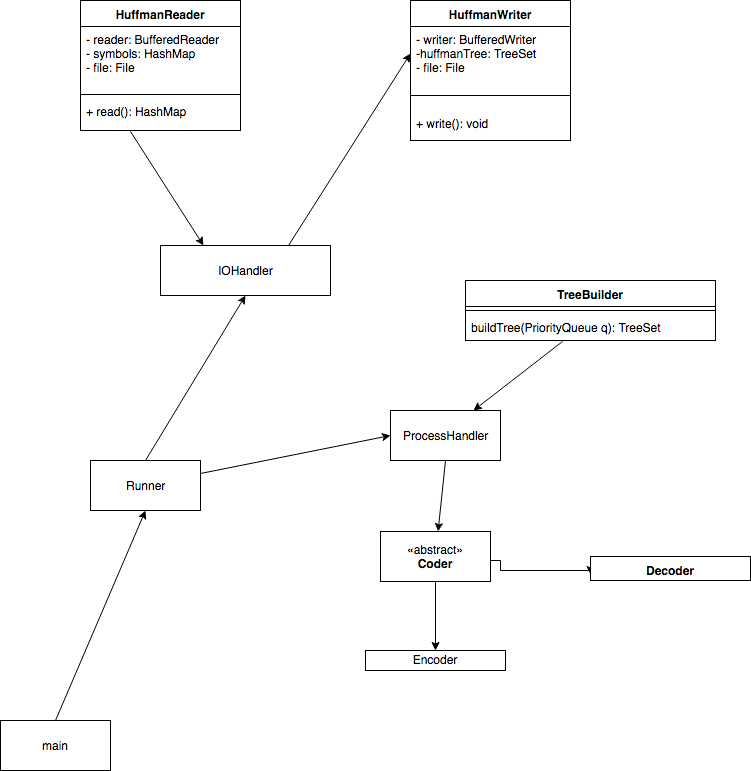 HuffmanReader
- reader: BufferedReader
- symbols: HashMap
- file: File
+ read(): HashMap
HuffmanWriter
- writer: BufferedWriter
-huffmanTree: TreeSet
- file: File
+ write(): void
IOHandler
TreeBuilder
buildTree(PriorityQueue q): TreeSet
ProcessHandler
Runner
«abstract»
Coder
Decoder
Encoder
main